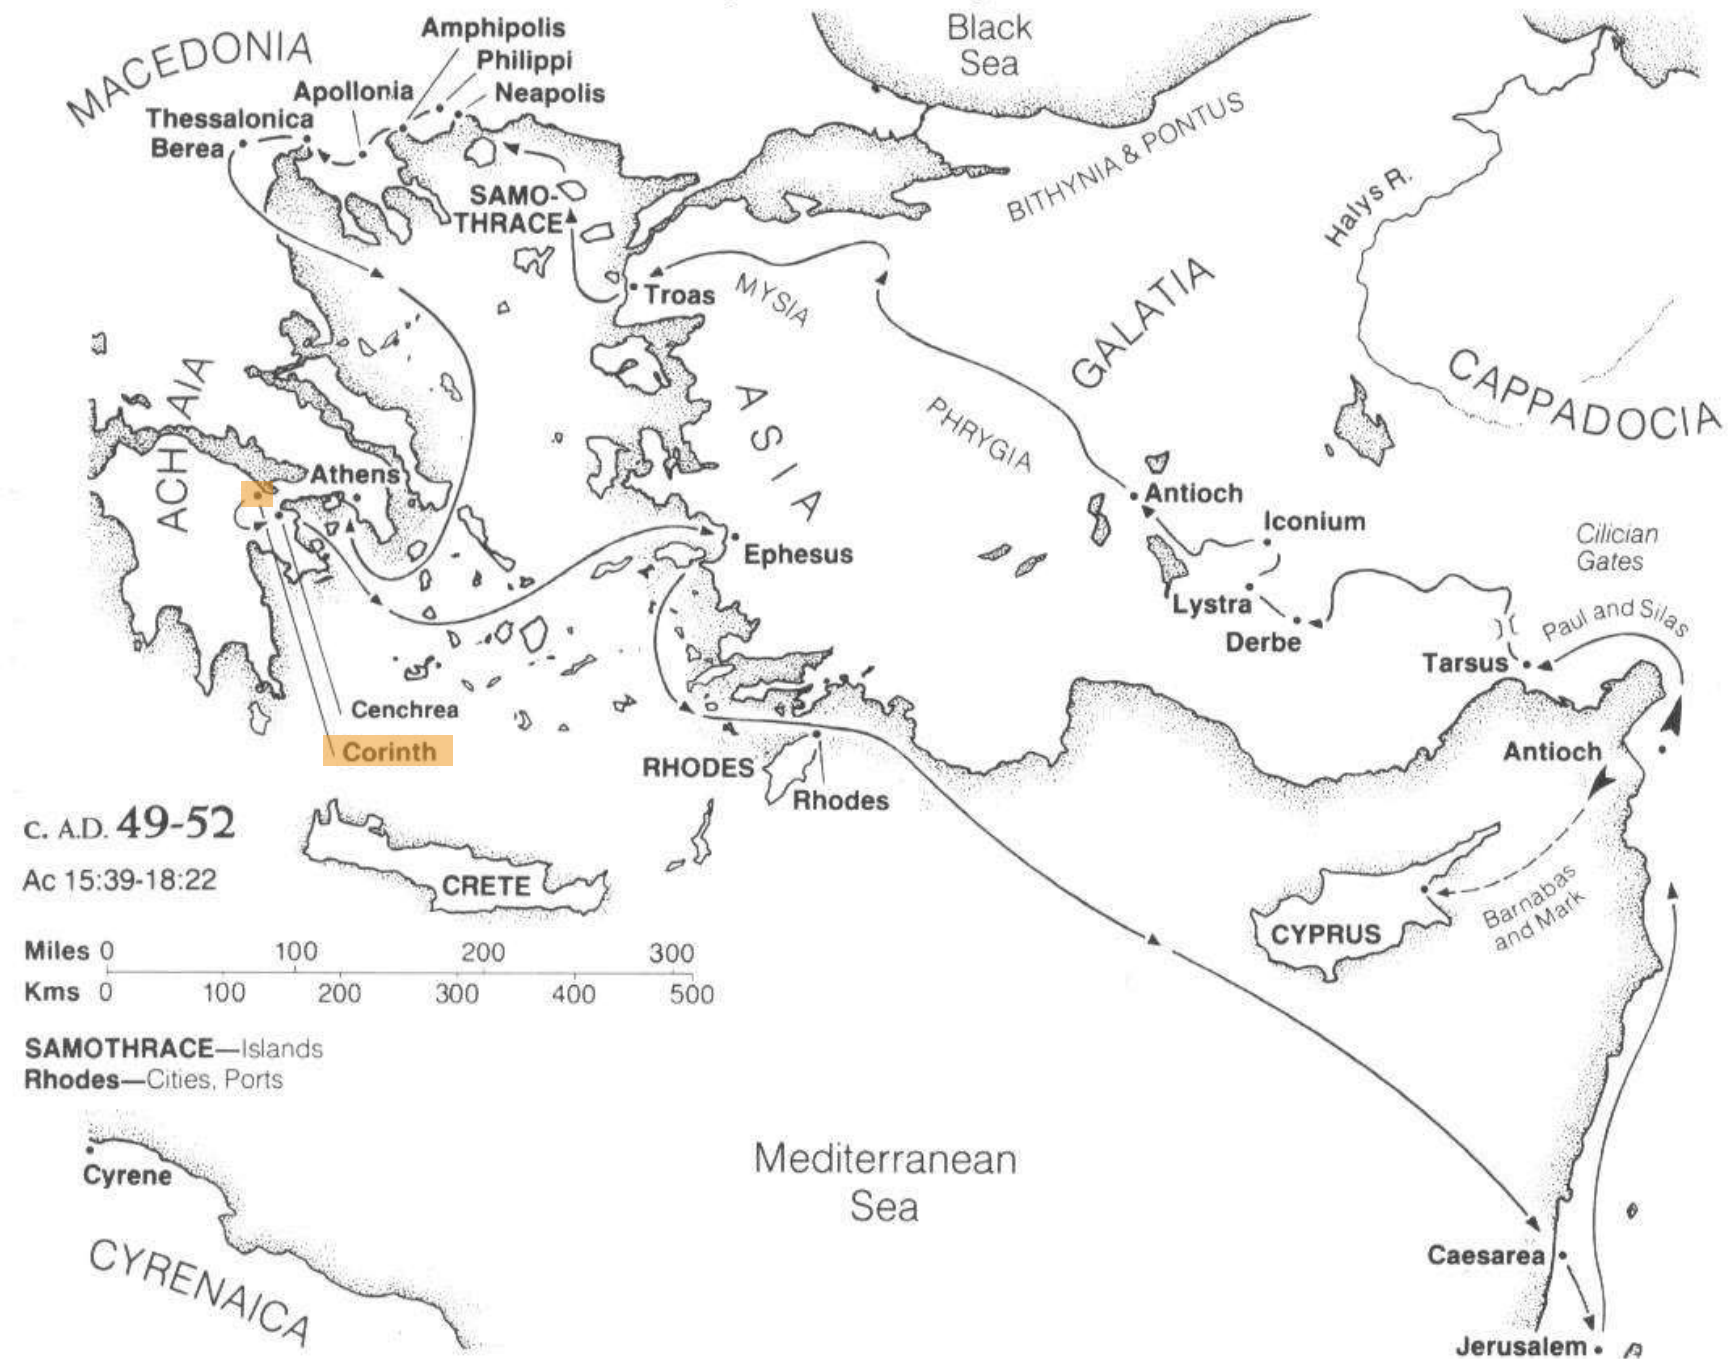 Black
Sea
MACEDONIA
Amphipolis
Philippi
Neapolis
Apollonia
Thessalonica
Berea
SAMO-
THRACE
BITHYNIA & PONTUS
Halys R.
Troas
MYSIA
GALATIA
CAPPADOCIA
PHRYGIA
ASIA
ACHAIA
Athens
Antioch
Iconium
Cilician
Gates
Ephesus
Lystra
Derbe
Paul and Silas
Tarsus
Cenchrea
Corinth
Antioch
RHODES
Rhodes
c. A.D. 49-52
Ac 15:39-18:22
CRETE
CYPRUS
Barnabas
and Mark
Miles 0 100 200 300
Kms 0 100 200 300 400 500
SAMOTHRACE—Islands
Rhodes—Cities, Ports
Cyrene
CYRENAICA
Mediterranean
Sea
Caesarea
Jerusalem